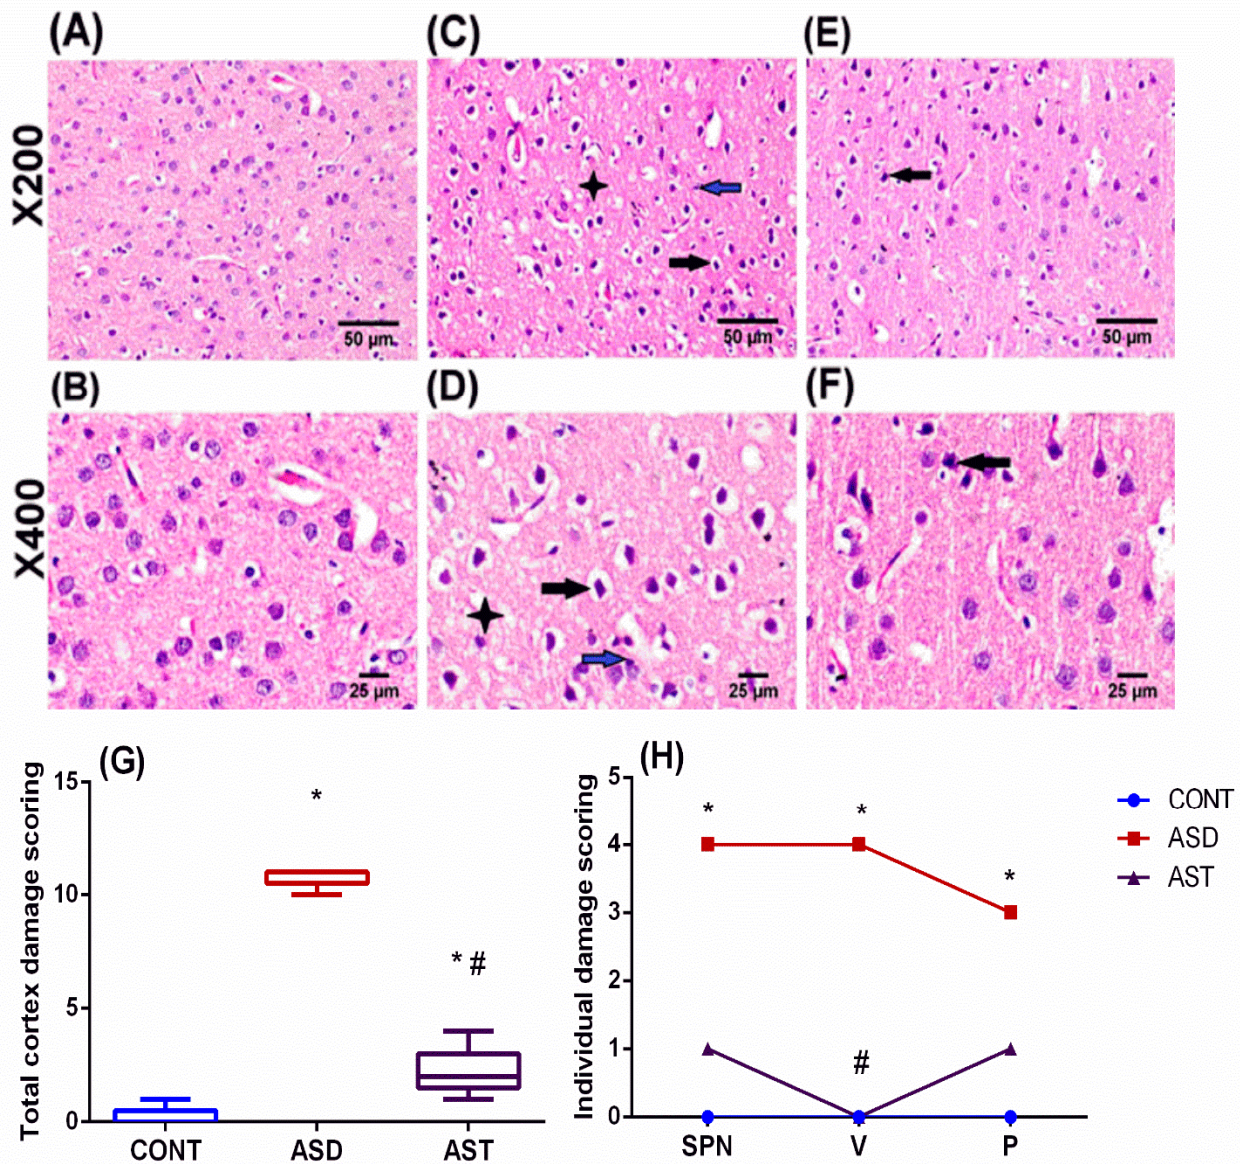 (A)
(C)
(E)
X200
50 µm
50 µm
50 µm
(B)
(D)
(F)
X400
25 µm
25 µm
25 µm
(G)
Total cortex damage scoring
15
10
5
0
*
* #
CONT
ASD
AST
(H)
Individual damage scoring
5
4
3
2
1
0
*
*
*
#
SPN
V
P
CONT
ASD
AST